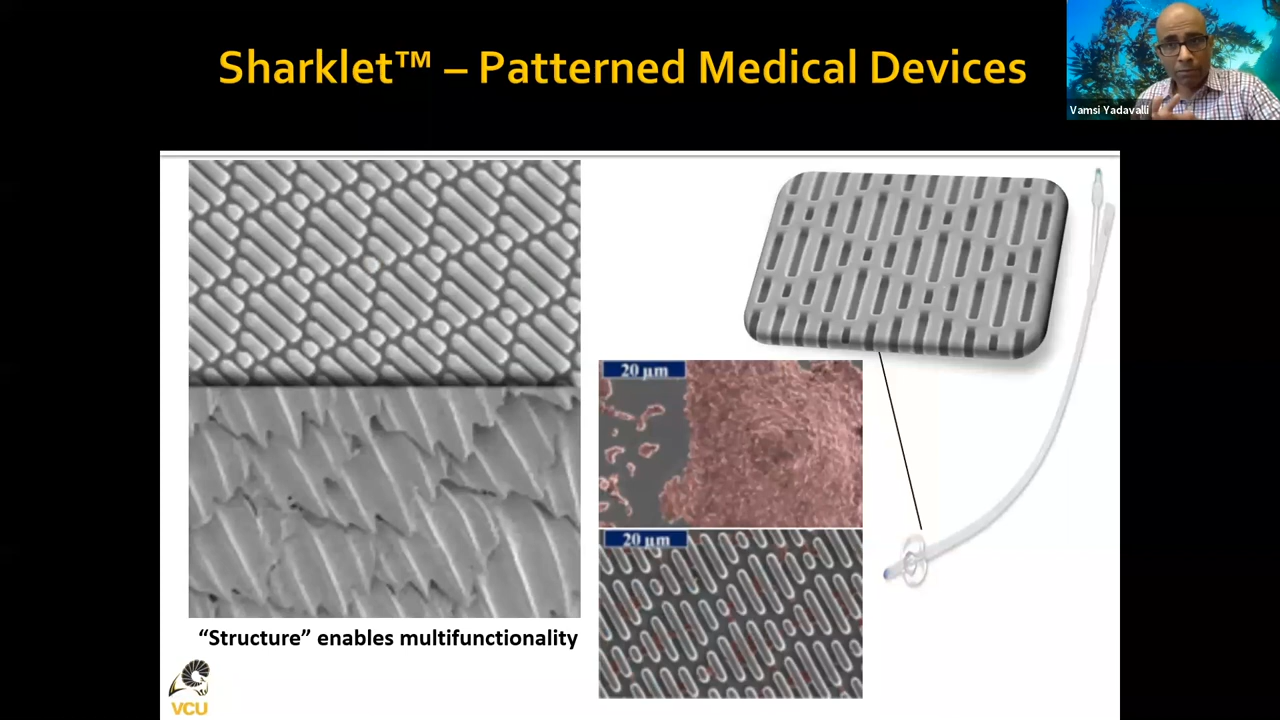 Sharklet™ – Patterned Medical Devices
Vamsi Yadavalli
20 μm
20 μm
“Structure” enables multifunctionality
VCU